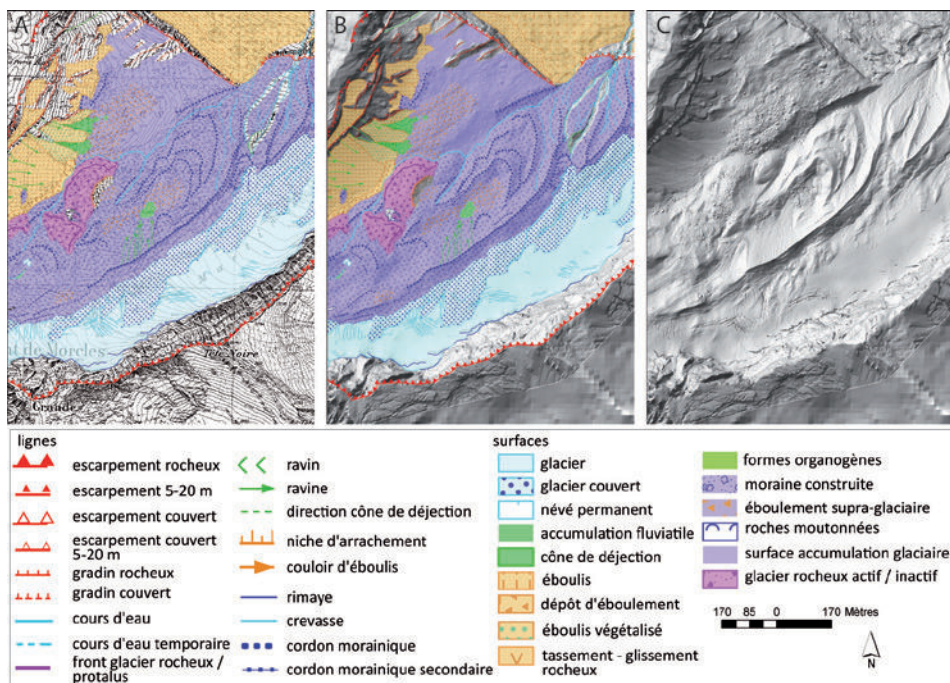 A
B
C
nt de Morcles
Tête Noire
Grande
lignes
escarpement rocheux
escarpement 5-20 m
escarpement couvert
escarpement couvert
5-20 m
gradin rocheux
gradin couvert
cours d'eau
cours d'eau temporaire
front glacier rocheux /
protalus
ravin
ravine
direction cône de déjection
niche d'arrachement
couloir d'éboulis
rimaye
crevasse
cordon morainique
cordon morainique secondaire
surfaces
glacier
glacier couvert
névé permanent
accumulation fluviatile
cône de déjection
éboulis
dépôt d'éboulement
éboulis végétalisé
tassement - glissement
rocheux
formes organogènes
moraine construite
éboulement supra-glaciaire
roches moutonnées
surface accumulation glaciaire
glacier rocheux actif / inactif
170 85 0 170 Mètres
N